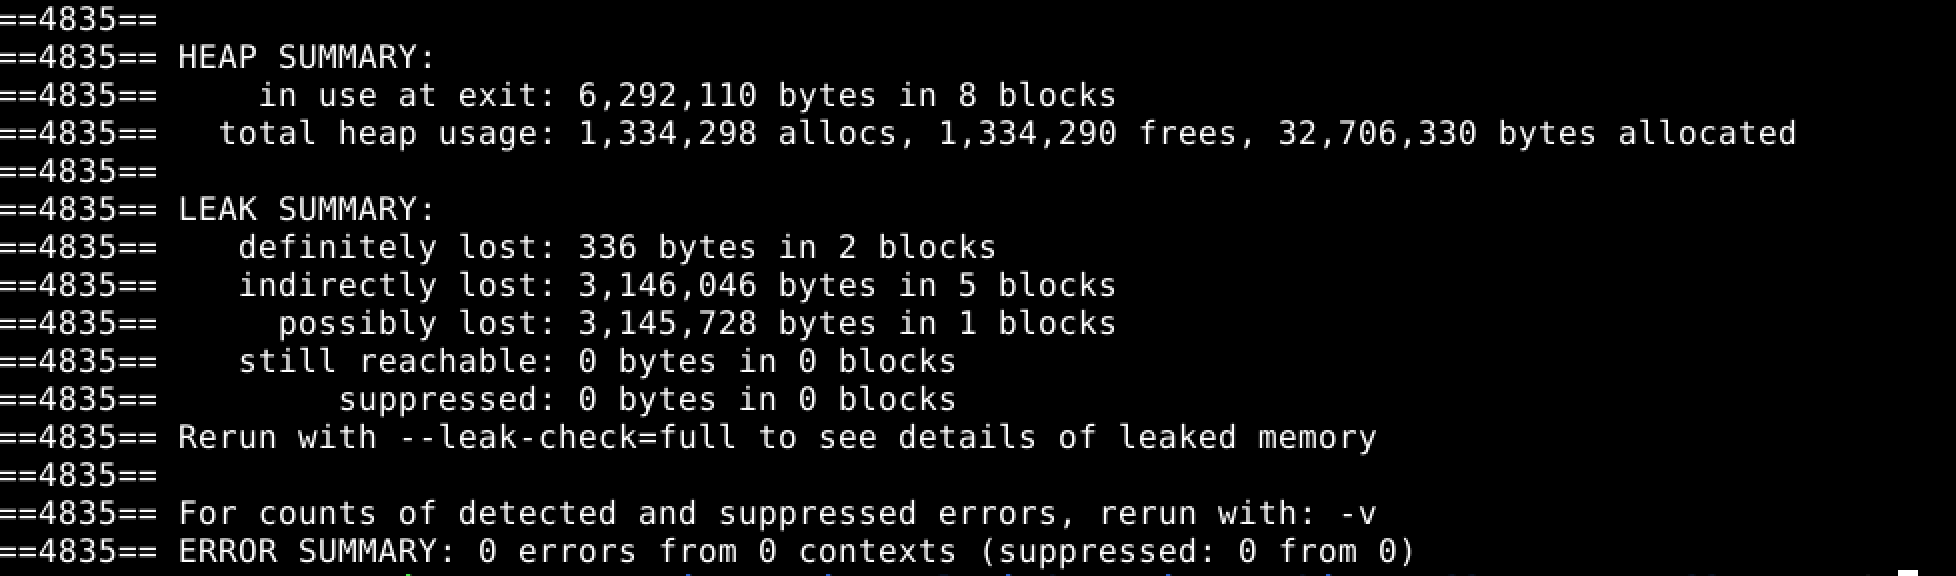 ==4835==
==4835== HEAP SUMMARY:
==4835==     in use at exit: 6,292,110 bytes in 8 blocks
==4835==   total heap usage: 1,334,298 allocs, 1,334,290 frees, 32,706,330 bytes allocated
==4835==
==4835== LEAK SUMMARY:
==4835==    definitely lost: 336 bytes in 2 blocks
==4835==    indirectly lost: 3,146,046 bytes in 5 blocks
==4835==      possibly lost: 3,145,728 bytes in 1 blocks
==4835==    still reachable: 0 bytes in 0 blocks
==4835==         suppressed: 0 bytes in 0 blocks
==4835== Rerun with --leak-check=full to see details of leaked memory
==4835==
==4835== For counts of detected and suppressed errors, rerun with: -v
==4835== ERROR SUMMARY: 0 errors from 0 contexts (suppressed: 0 from 0)